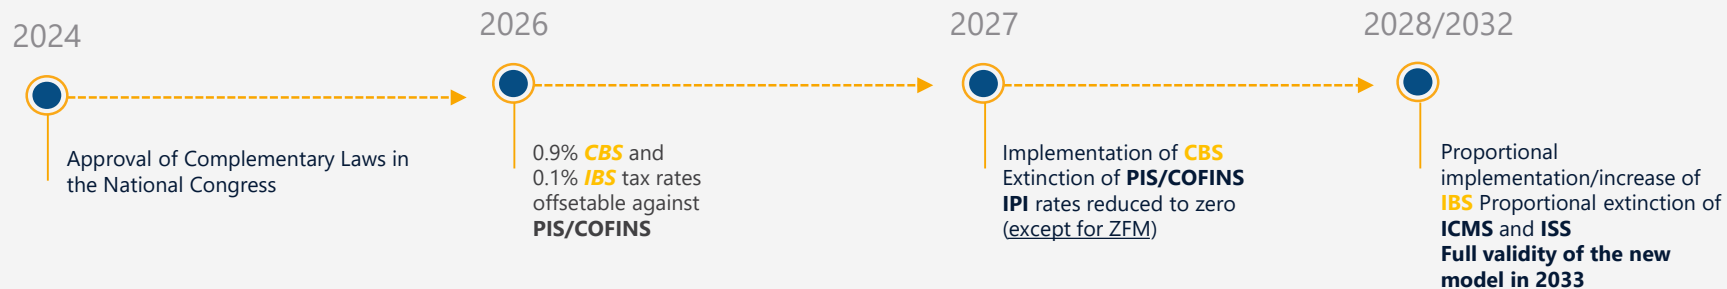 2024
Approval of Complementary Laws in
the National Congress
2026
0.9% CBS and
0.1% IBS tax rates
offsetable against
PIS/COFINS
2027
Implementation of CBS
Extinction of PIS/COFINS
IPI rates reduced to zero
(except for ZFM)
2028/2032
Proportional
implementation/increase of
IBS Proportional extinction of
ICMS and ISS
Full validity of the new
model in 2033